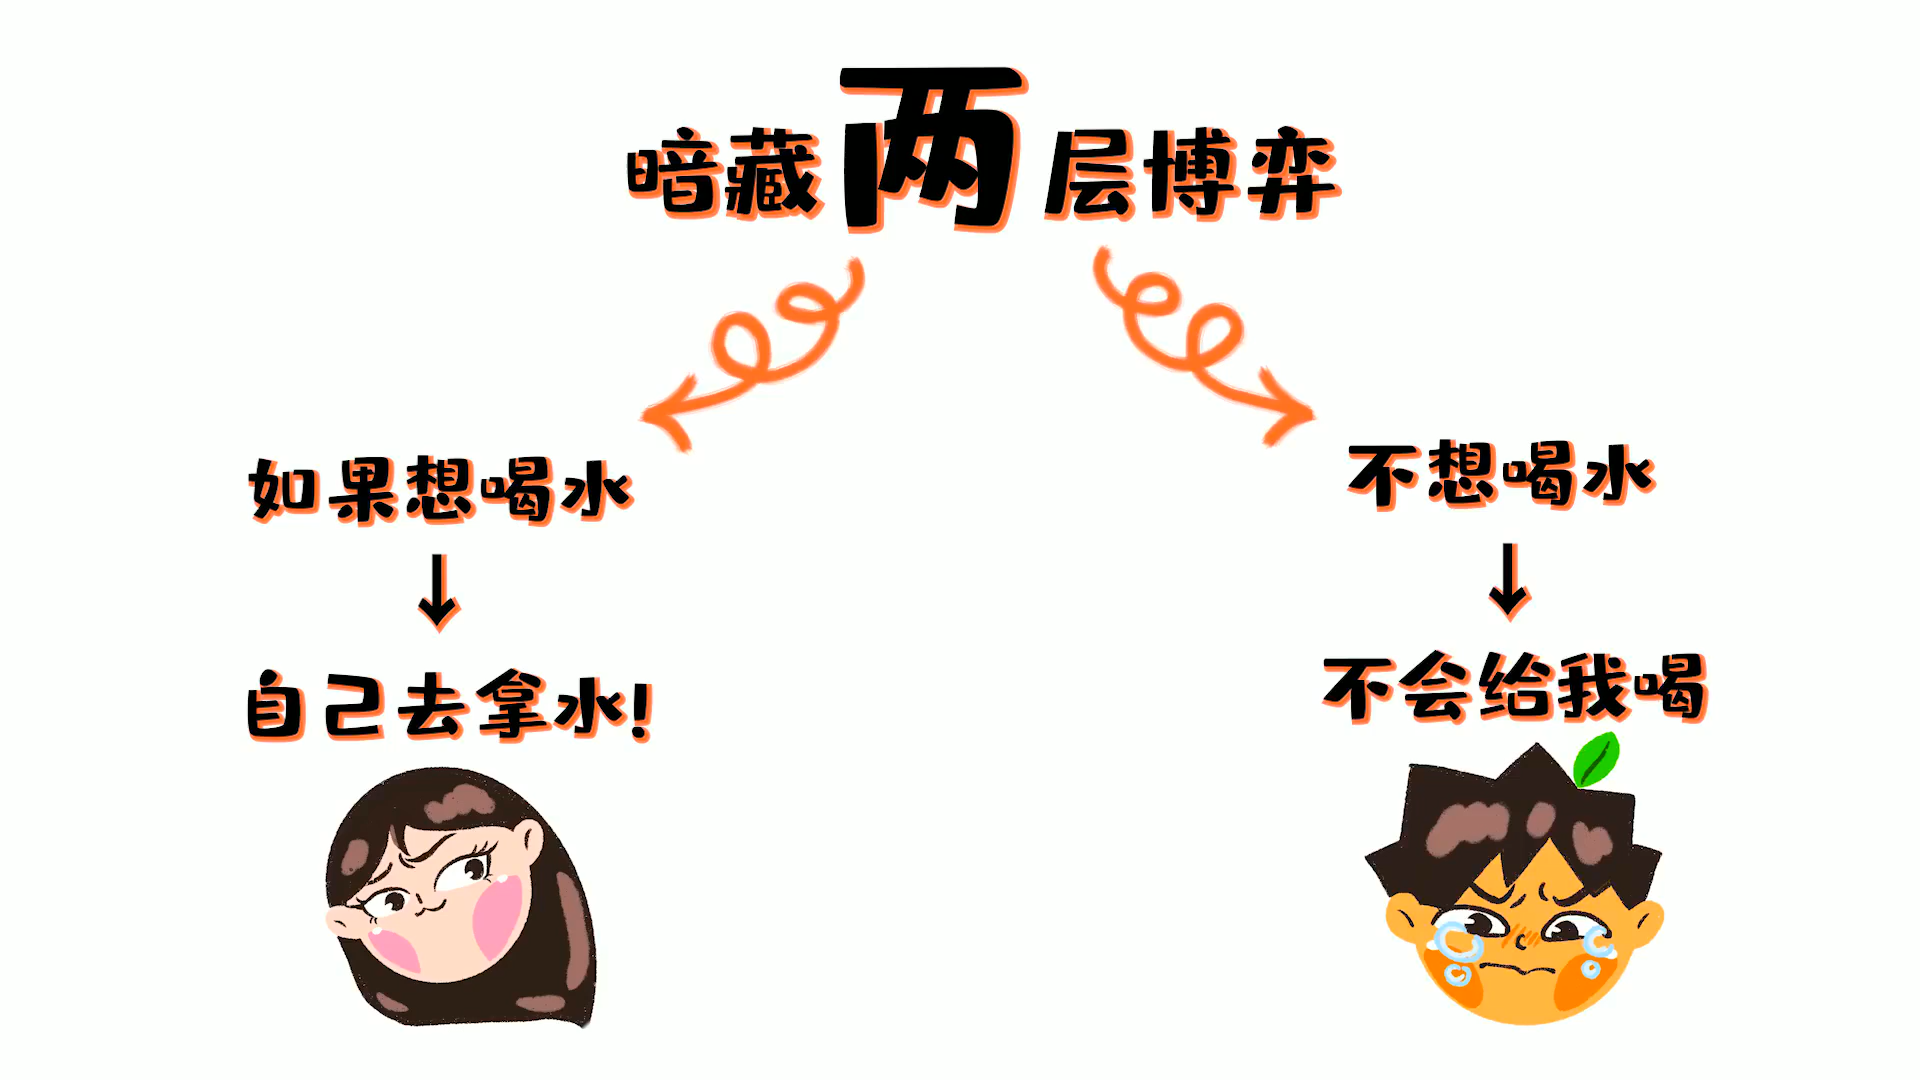 暗藏两层博弈
如果想喝水
↓
自己去拿水!
不想喝水
↓
不会给我喝